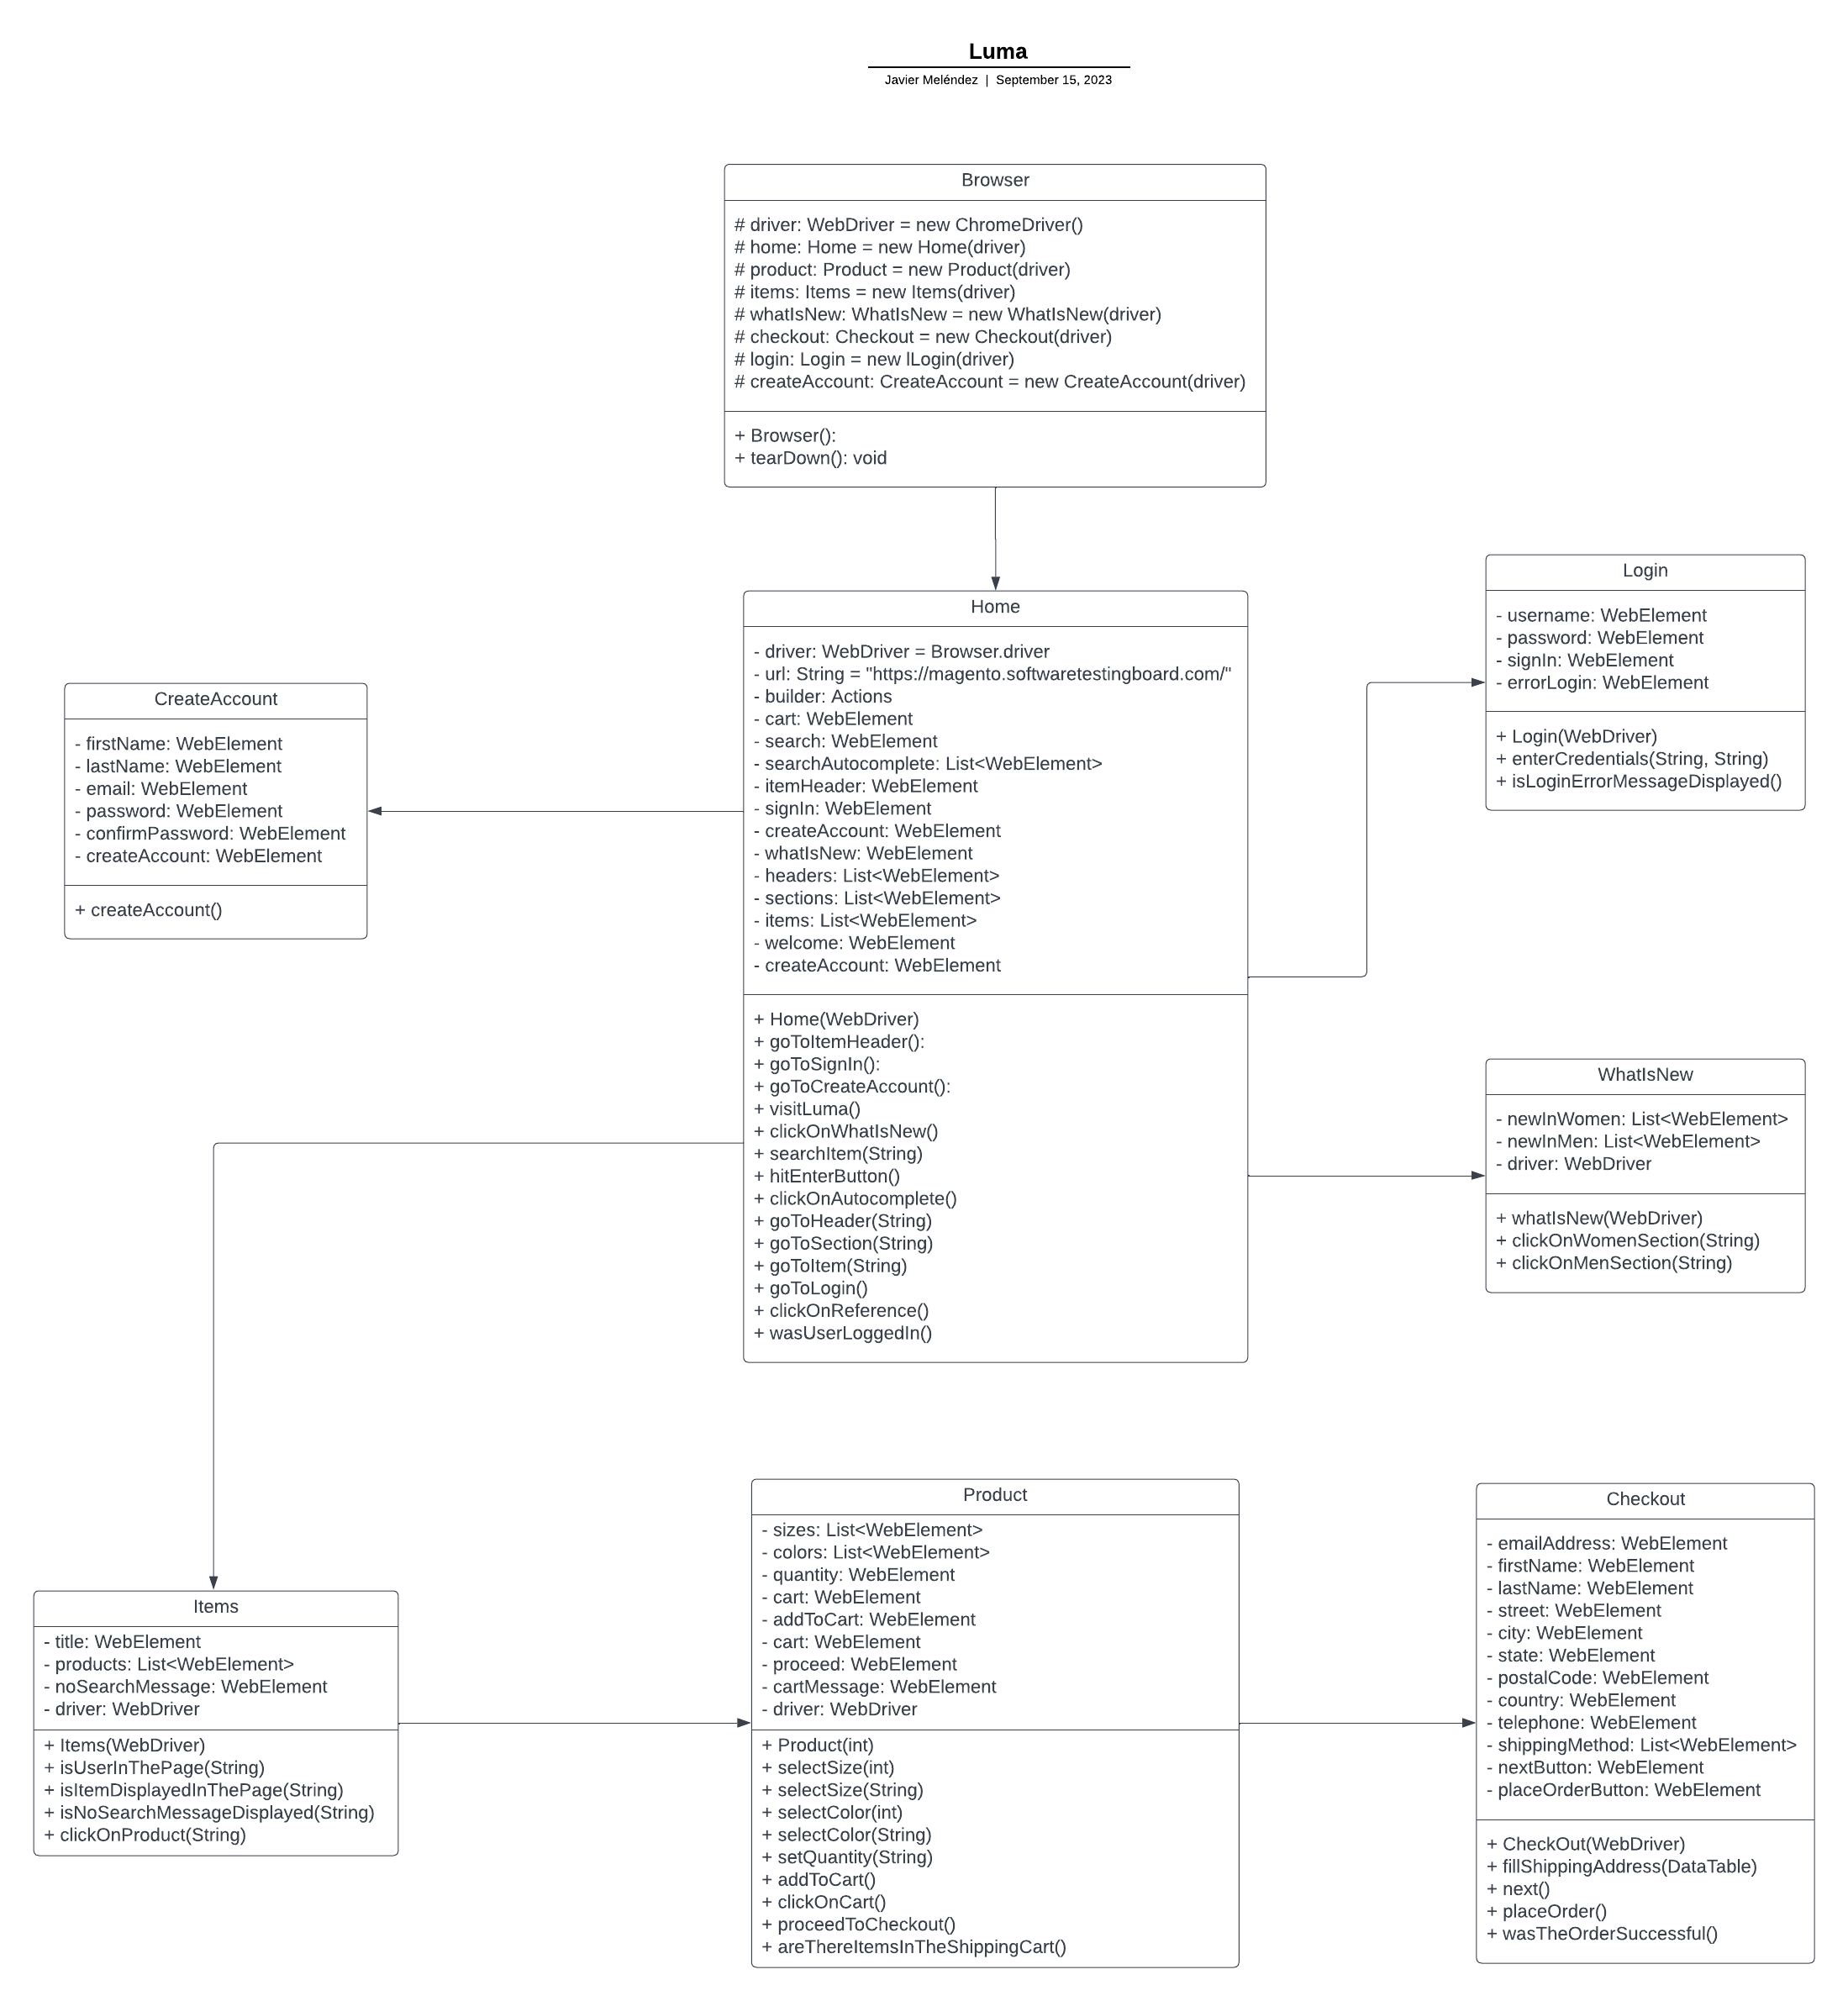 Luma
Javier Meléndez | September 15, 2023
Browser
# driver: WebDriver = new ChromeDriver()
# home: Home = new Home(driver)
# product: Product = new Product(driver)
# items: Items = new Items(driver)
# whatIsNew: WhatIsNew = new WhatIsNew(driver)
# checkout: Checkout = new Checkout(driver)
# login: Login = new lLogin(driver)
# createAccount: CreateAccount = new CreateAccount(driver)
+ Browser():
+ tearDown(): void
Home
- driver: WebDriver = Browser.driver
- url: String = "https://magento.softwaretestingboard.com/"
- builder: Actions
- cart: WebElement
- search: WebElement
- searchAutocomplete: List<WebElement>
- itemHeader: WebElement
- signIn: WebElement
- createAccount: WebElement
- whatIsNew: WebElement
- headers: List<WebElement>
- sections: List<WebElement>
- items: List<WebElement>
- welcome: WebElement
- createAccount: WebElement
+ Home(WebDriver)
+ goToItemHeader():
+ goToSignIn():
+ goToCreateAccount():
+ visitLuma()
+ clickOnWhatIsNew()
+ searchItem(String)
+ hitEnterButton()
+ clickOnAutocomplete()
+ goToHeader(String)
+ goToSection(String)
+ goToItem(String)
+ goToLogin()
+ clickOnReference()
+ wasUserLoggedIn()
Login
- username: WebElement
- password: WebElement
- signIn: WebElement
- errorLogin: WebElement
+ Login(WebDriver)
+ enterCredentials(String, String)
+ isLoginErrorMessageDisplayed()
CreateAccount
- firstName: WebElement
- lastName: WebElement
- email: WebElement
- password: WebElement
- confirmPassword: WebElement
- createAccount: WebElement
+ createAccount()
WhatIsNew
- newInWomen: List<WebElement>
- newInMen: List<WebElement>
- driver: WebDriver
+ whatIsNew(WebDriver)
+ clickOnWomenSection(String)
+ clickOnMenSection(String)
Items
- title: WebElement
- products: List<WebElement>
- noSearchMessage: WebElement
- driver: WebDriver
+ Items(WebDriver)
+ isUserInThePage(String)
+ isItemDisplayedInThePage(String)
+ isNoSearchMessageDisplayed(String)
+ clickOnProduct(String)
Product
- sizes: List<WebElement>
- colors: List<WebElement>
- quantity: WebElement
- cart: WebElement
- addToCart: WebElement
- cart: WebElement
- proceed: WebElement
- cartMessage: WebElement
- driver: WebDriver
+ Product(int)
+ selectSize(int)
+ selectSize(String)
+ selectColor(int)
+ selectColor(String)
+ setQuantity(String)
+ addToCart()
+ clickOnCart()
+ proceedToCheckout()
+ areThereItemsInTheShippingCart()
Checkout
- emailAddress: WebElement
- firstName: WebElement
- lastName: WebElement
- street: WebElement
- city: WebElement
- state: WebElement
- postalCode: WebElement
- country: WebElement
- telephone: WebElement
- shippingMethod: List<WebElement>
- nextButton: WebElement
- placeOrderButton: WebElement
+ CheckOut(WebDriver)
+ fillShippingAddress(DataTable)
+ next()
+ placeOrder()
+ wasTheOrderSuccessful()